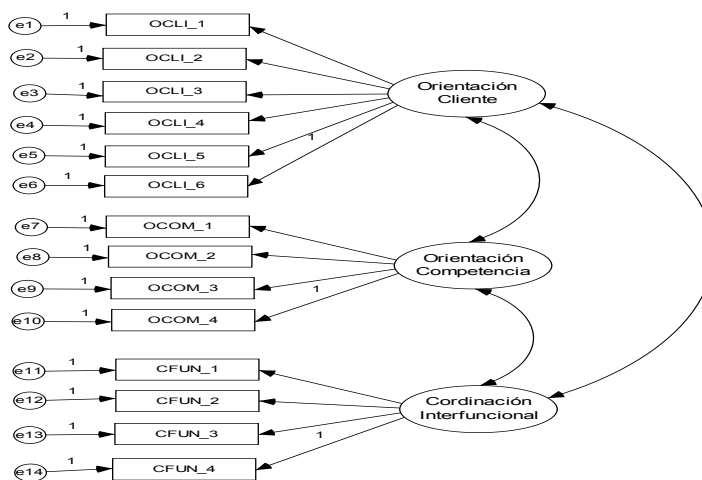 e1 1 OCLI_1
e2 1 OCLI_2
e3 1 OCLI_3
e4 1 OCLI_4
e5 1 OCLI_5
e6 1 OCLI_6
1
Orientación
Cliente
e7 1 OCOM_1
e8 1 OCOM_2
e9 1 OCOM_3
e10 1 OCOM_4
1
Orientación
Competencia
e11 1 CFUN_1
e12 1 CFUN_2
e13 1 CFUN_3
e14 1 CFUN_4
1
Cordinación
Interfuncional